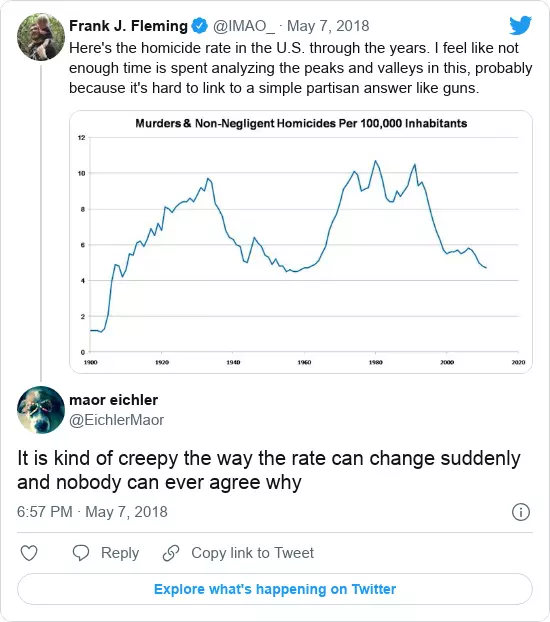 Frank J. Fleming @IMAO_ · May 7, 2018
Here's the homicide rate in the U.S. through the years. I feel like not
enough time is spent analyzing the peaks and valleys in this, probably
because it's hard to link to a simple partisan answer like guns.
Murders & Non-Negligent Homicides Per 100,000 Inhabitants
12
10
8
6
4
2
0
1900 1920 1940 1960 1980 2000 2020
maor eichler
@EichlerMaor
It is kind of creepy the way the rate can change suddenly
and nobody can ever agree why
6:57 PM · May 7, 2018
Reply Copy link to Tweet
Explore what's happening on Twitter